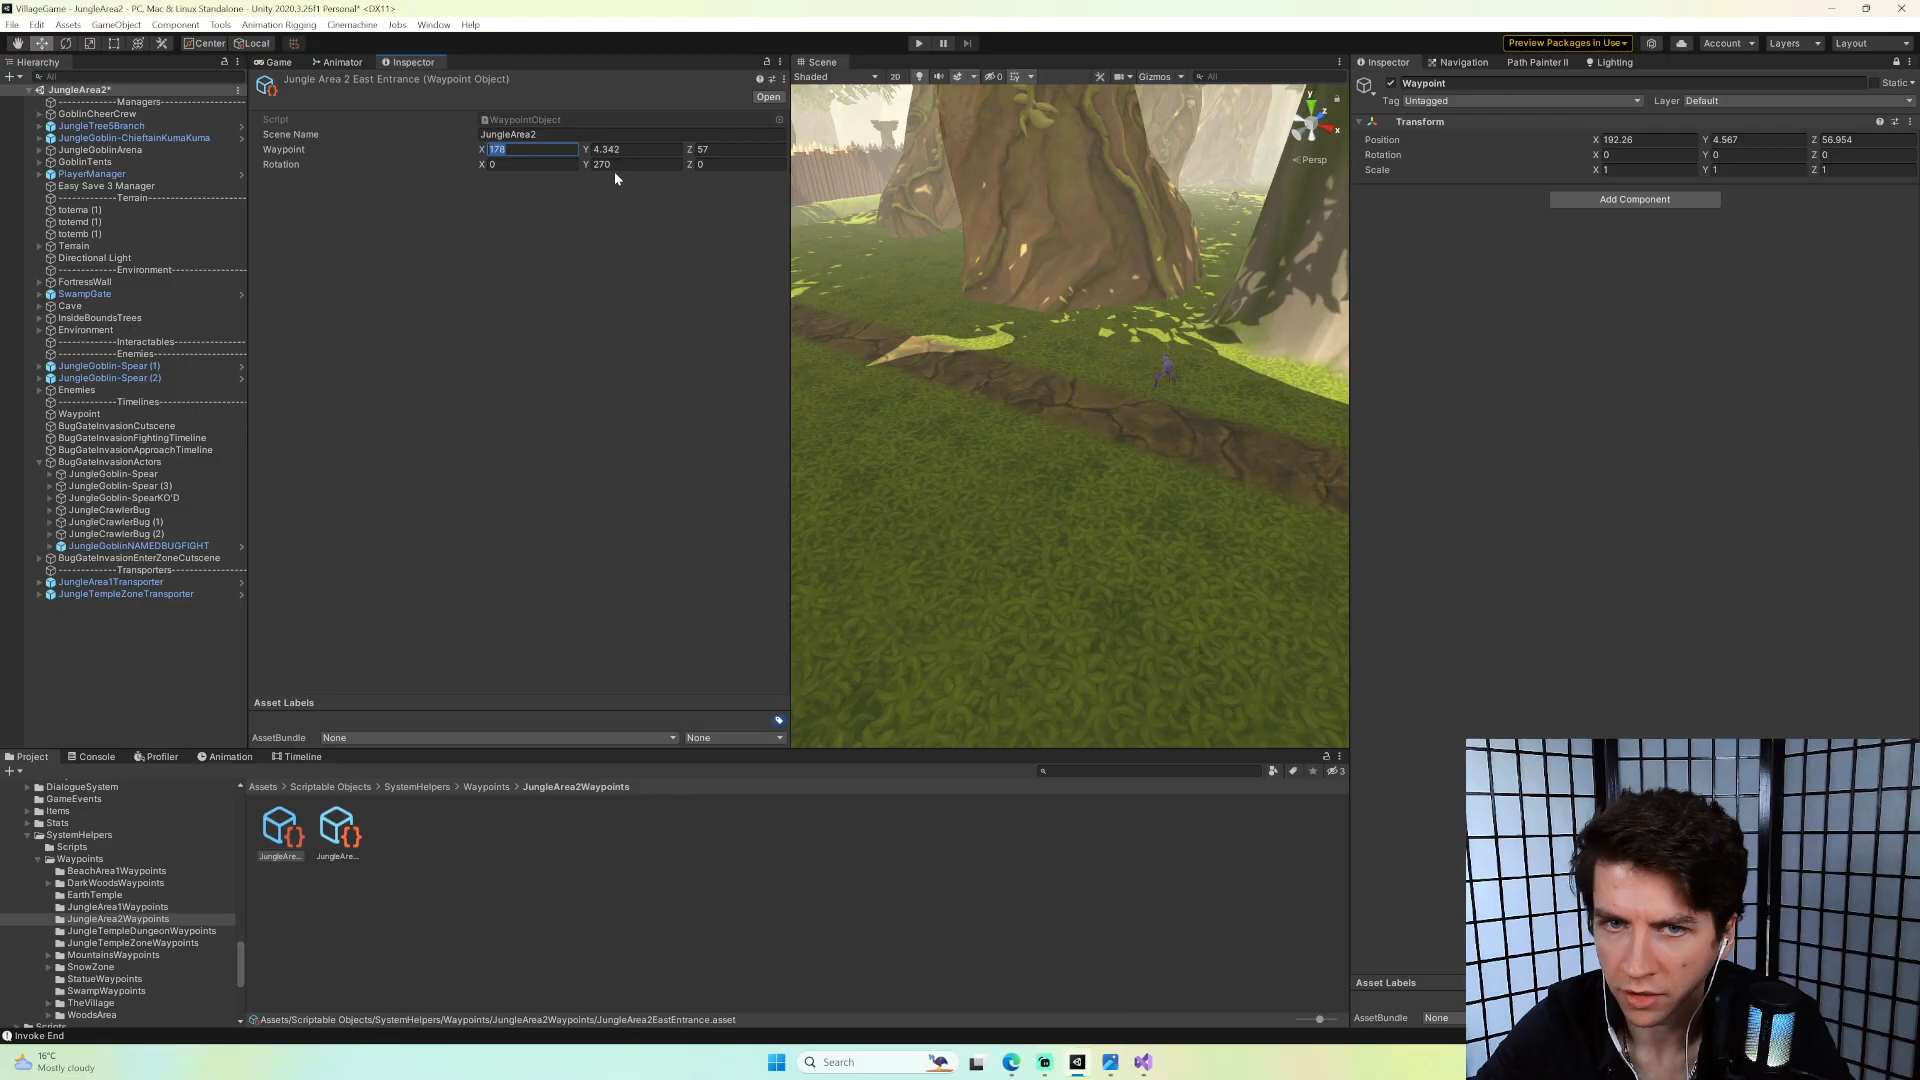 VillageGame - JungleArea2 - PC, Mac & Linux Standalone - Unity 2020.3.26f1 Personal* <DX11>
File Edit Assets GameObject Component Tools Animation Rigging Cinemachine Jobs Window Help
Center Local Preview Packages in Use Account Layers Layout
Hierarchy
All
JungleArea2*
---------------Managers---------------
GoblinCheerCrew
JungleTree5Branch
JungleGoblin-ChieftainKumaKuma
JungleGoblinArena
GoblinTents
PlayerManager
Easy Save 3 Manager
---------------Terrain---------------
totema (1)
totemd (1)
totemb (1)
Terrain
Directional Light
---------------Environment---------------
FortressWall
SwampGate
Cave
InsideBoundsTrees
Environment
---------------Interactables---------------
---------------Enemies---------------
JungleGoblin-Spear (1)
JungleGoblin-Spear (2)
Enemies
---------------Timelines---------------
Waypoint
BugGateInvasionCutscene
BugGateInvasionFightingTimeline
BugGateInvasionApproachTimeline
BugGateInvasionActors
JungleGoblin-Spear
JungleGoblin-Spear (3)
JungleGoblin-SpearKO'D
JungleCrawlerBug
JungleCrawlerBug (1)
JungleCrawlerBug (2)
JungleGoblinNAMEDBUGFIGHT
BugGateInvasionEnterZoneCutscene
---------------Transporters---------------
JungleArea1Transporter
JungleTempleZoneTransporter
Game Animator Inspector
Jungle Area 2 East Entrance (Waypoint Object)
Open
Script WaypointObject
Scene Name JungleArea2
Waypoint X 178 Y 4.342 Z 57
Rotation X 0 Y 270 Z 0
Asset Labels
AssetBundle None None
Scene
Shaded 2D 0 Gizmos All
y
z
x
Persp
Inspector Navigation Path Painter II Lighting
Waypoint Static
Tag Untagged Layer Default
Transform
Position X 192.26 Y 4.567 Z 56.954
Rotation X 0 Y 0 Z 0
Scale X 1 Y 1 Z 1
Add Component
Asset Labels
AssetBundle None
Project Console Profiler Animation Timeline
3
DialogueSystem
GameEvents
Items
Stats
SystemHelpers
Scripts
Waypoints
BeachArea1Waypoints
DarkWoodsWaypoints
EarthTemple
JungleArea1Waypoints
JungleArea2Waypoints
JungleTempleDungeonWaypoints
JungleTempleZoneWaypoints
MountainsWaypoints
SnowZone
StatueWaypoints
SwampWaypoints
TheVillage
WoodsArea
Scripts
Assets Scriptable Objects SystemHelpers Waypoints JungleArea2Waypoints
JungleAre... JungleAre...
Assets/Scriptable Objects/SystemHelpers/Waypoints/JungleArea2Waypoints/JungleArea2EastEntrance.asset
Invoke End
16°C
Mostly cloudy
Search